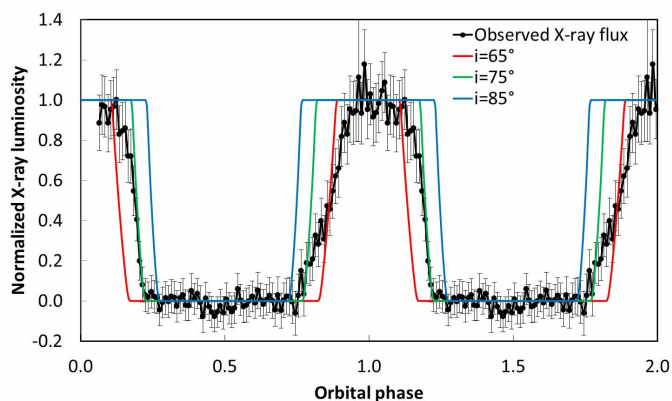 1.4
1.2
1.0
0.8
0.6
0.4
0.2
0.0
-0.2
Normalized X-ray luminosity
Observed X-ray flux
i=65°
i=75°
i=85°
0.0 0.5 1.0 1.5 2.0
Orbital phase